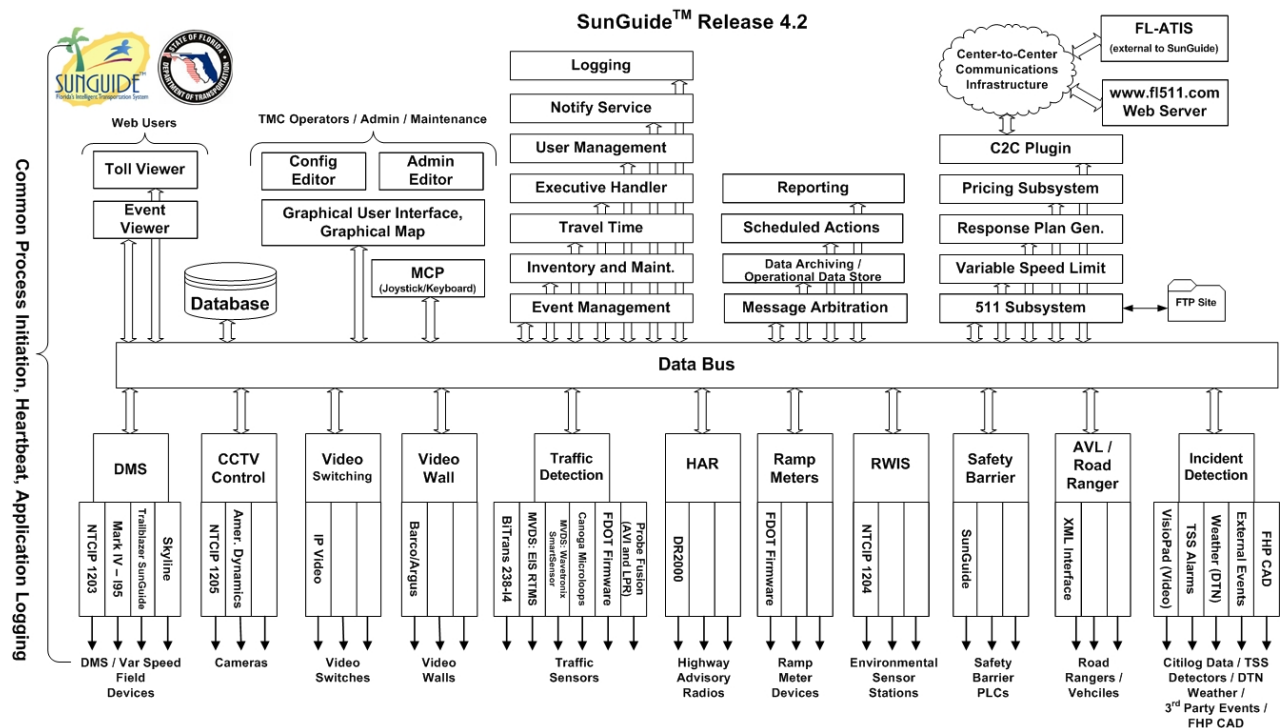 SunGuide™ Release 4.2
SUNGUIDE™
Florida's Intelligent Transportation System
STATE OF FLORIDA
DEPARTMENT OF TRANSPORTATION
Common Process Initiation, Heartbeat, Application Logging
Web Users
Toll Viewer
Event
Viewer
Database
TMC Operators / Admin / Maintenance
Config
Editor
Admin
Editor
Graphical User Interface,
Graphical Map
MCP
(Joystick/Keyboard)
Logging
Notify Service
User Management
Executive Handler
Travel Time
Inventory and Maint.
Event Management
Reporting
Scheduled Actions
Data Archiving /
Operational Data Store
Message Arbitration
Center-to-Center
Communications
Infrastructure
FL-ATIS
(external to SunGuide)
www.fl511.com
Web Server
C2C Plugin
Pricing Subsystem
Response Plan Gen.
Variable Speed Limit
511 Subsystem
FTP Site
Data Bus
DMS
NTCIP 1203
Mark IV – I95
Trailblazer SunGuide
Skyline
DMS / Var Speed
Field
Devices
CCTV
Control
NTCIP 1205
Amer. Dynamics
Cameras
Video
Switching
IP Video
Video
Switches
Video
Wall
Barco/Argus
Video
Walls
Traffic
Detection
BiTrans 238-I4
MVDS: EIS RTMS
MVDS: Wavetronix
SmartSensor
Canoga Microloops
FDOT Firmware
Probe Fusion
(AVI and LPR)
Traffic
Sensors
HAR
DR2000
Highway
Advisory
Radios
Ramp
Meters
FDOT Firmware
Ramp
Meter
Devices
RWIS
NTCIP 1204
Environmental
Sensor
Stations
Safety
Barrier
SunGuide
Safety
Barrier
PLCs
AVL /
Road
Ranger
XML Interface
Road
Rangers /
Vehciles
Incident
Detection
VisioPad (Video)
TSS Alarms
Weather (DTN)
External Events
FHP CAD
Citilog Data / TSS
Detectors / DTN
Weather /
3rd Party Events /
FHP CAD